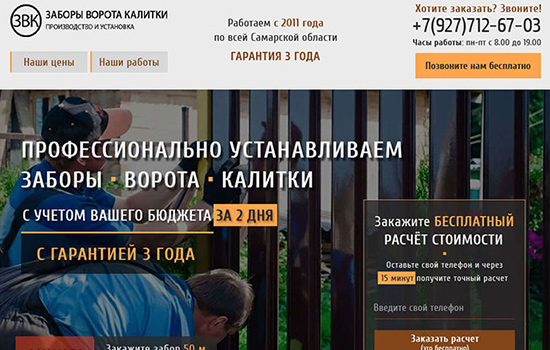 ЗВК
ЗАБОРЫ ВОРОТА КАЛИТКИ
ПРОИЗВОДСТВО И УСТАНОВКА
Наши цены
Наши работы
Работаем с 2011 года
по всей Самарской области
ГАРАНТИЯ 3 ГОДА
Хотите заказать? Звоните!
+7(927)712-67-03
Часы работы: пн-пт с 8.00 до 19.00
Позвоните нам бесплатно
ПРОФЕССИОНАЛЬНО УСТАНАВЛИВАЕМ
ЗАБОРЫ · ВОРОТА · КАЛИТКИ
С УЧЕТОМ ВАШЕГО БЮДЖЕТА ЗА 2 ДНЯ
С ГАРАНТИЕЙ 3 ГОДА
Закажите БЕСПЛАТНЫЙ
РАСЧЁТ СТОИМОСТИ
Оставьте свой телефон и через
15 минут получите точный расчет
Введите свой телефон
Заказать расчет
(это бесплатно)
Закажите забор 50 м